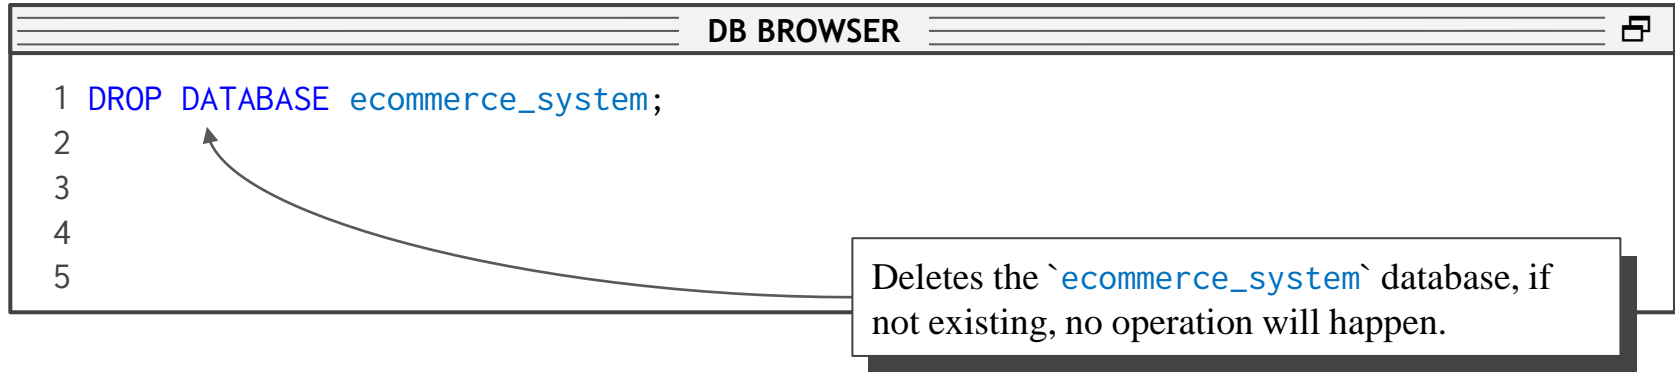 DB BROWSER
1 DROP DATABASE ecommerce_system;
2
3
4
5
Deletes the `ecommerce_system` database, if
not existing, no operation will happen.